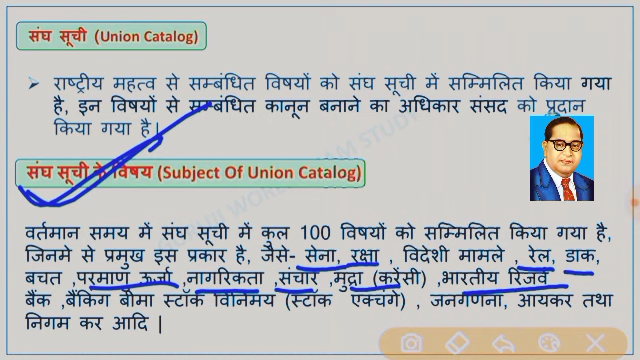 संघ सूची (Union Catalog)
➢ राष्ट्रीय महत्व से सम्बंधित विषयों को संघ सूची में सम्मिलित किया गया
है, इन विषयों से सम्बंधित कानून बनाने का अधिकार संसद को प्रदान
किया गया है|
संघ सूची के विषय (Subject Of Union Catalog)
वर्तमान समय में संघ सूची में कुल 100 विषयों को सम्मिलित किया गया है,
जिनमे से प्रमुख इस प्रकार है, जैसे- सेना, रक्षा , विदेशी मामले , रेल, डाक,
बचत ,परमाणु ऊर्जा ,नागरिकता ,संचार ,मुद्रा (करेंसी) ,भारतीय रिजर्व
बैंक ,बैंकिंग बीमा स्टॉक विनिमय (स्टॉक एक्चंगे) , जनगणना, आयकर तथा
निगम कर आदि |